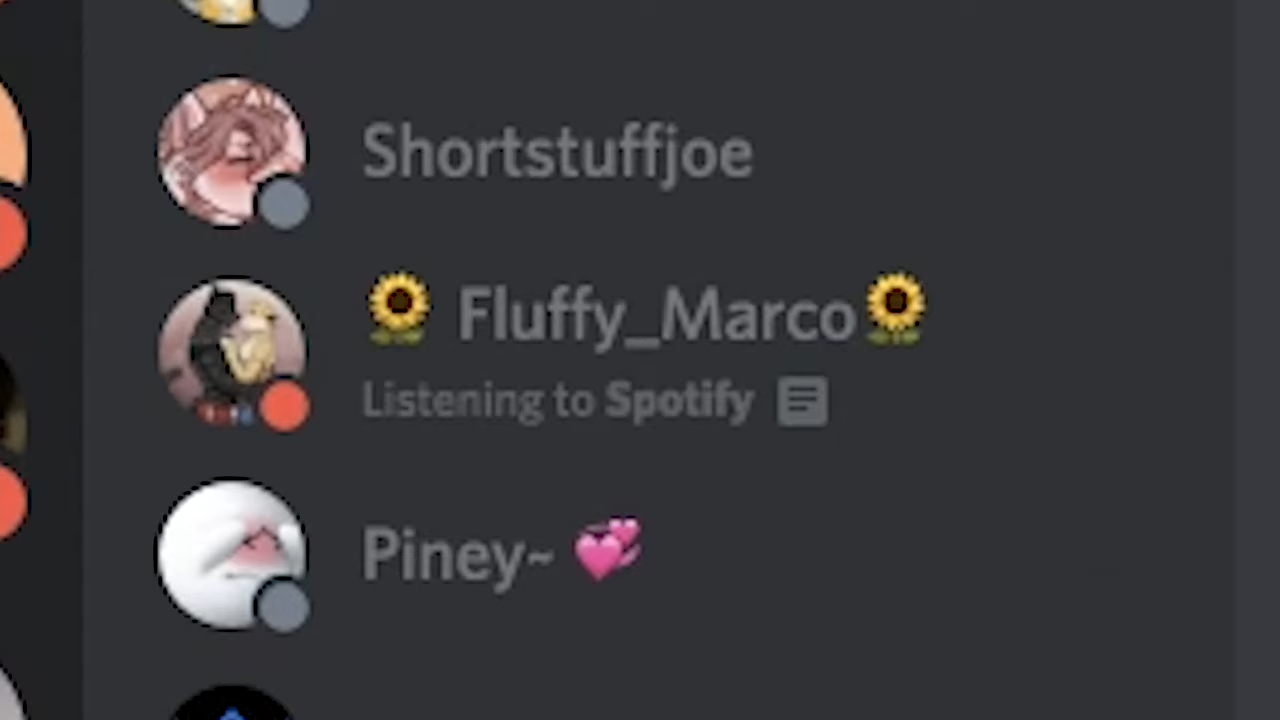 Shortstuffjoe
🌻 Fluffy_Marco🌻
Listening to Spotify
Piney~ 💞